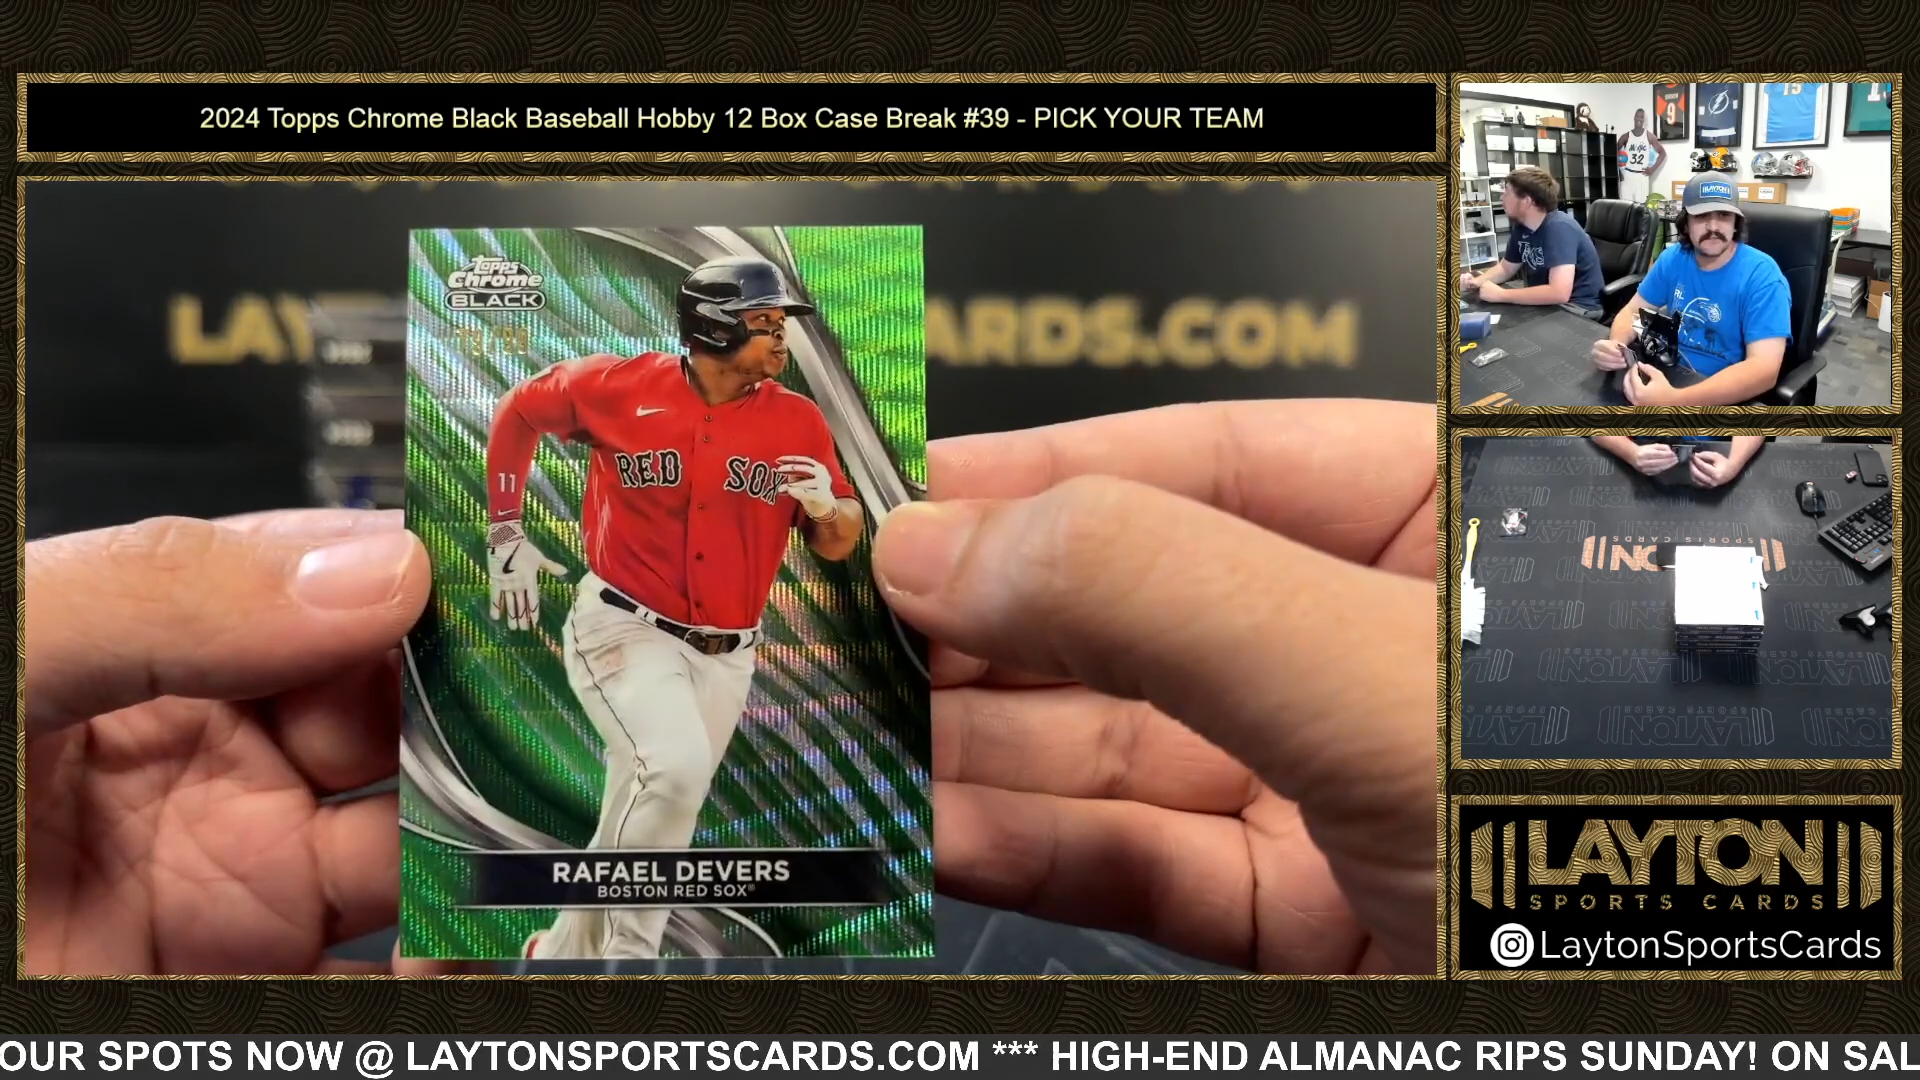 2024 Topps Chrome Black Baseball Hobby 12 Box Case Break #39 - PICK YOUR TEAM
topps
Chrome
BLACK
RED SOX
11
RAFAEL DEVERS
BOSTON RED SOX®
LAYTON
SPORTS CARDS
LaytonSportsCards
OUR SPOTS NOW @ LAYTONSPORTSCARDS.COM *** HIGH-END ALMANAC RIPS SUNDAY! ON SAL